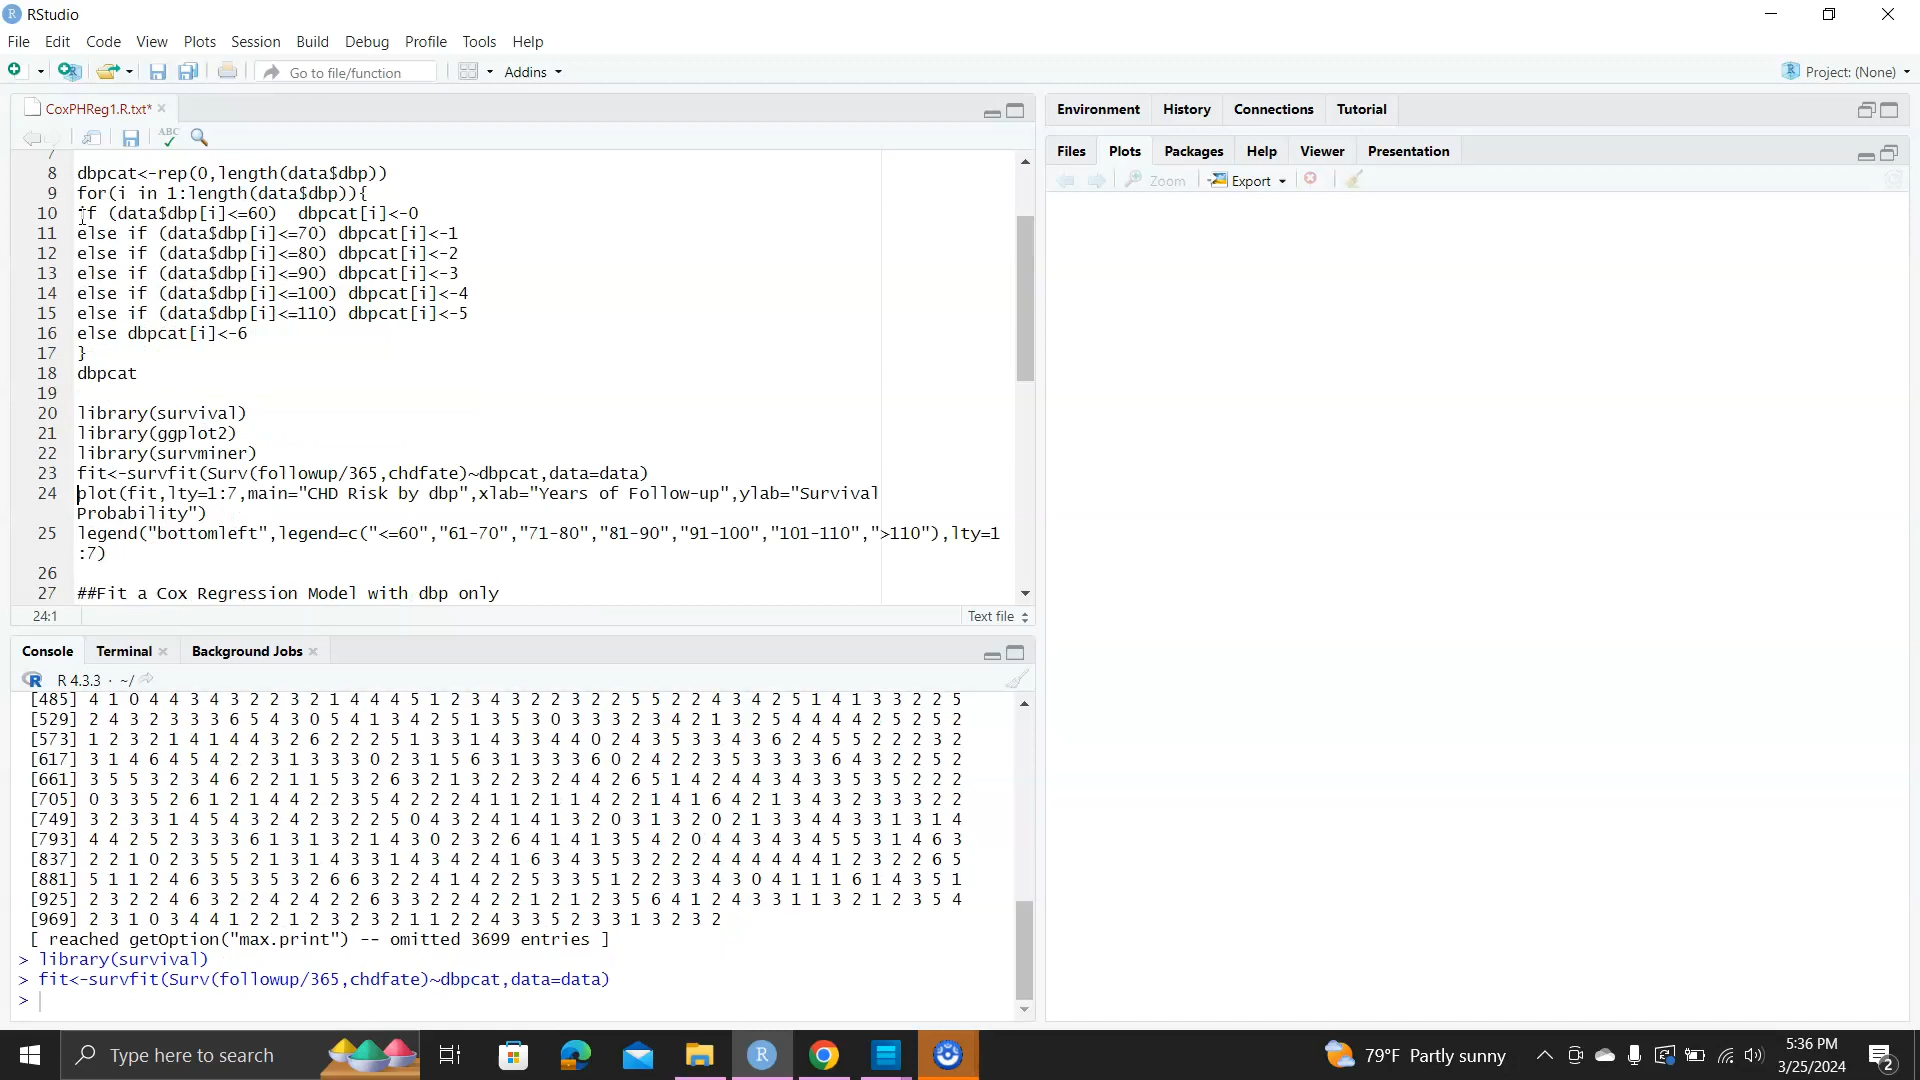 RStudio
File Edit Code View Plots Session Build Debug Profile Tools Help
Go to file/function Addins Project: (None)
CoxPHReg1.R.txt*
ABC
7
8 dbpcat<-rep(0,length(data$dbp))
9 for(i in 1:length(data$dbp)){
10 if (data$dbp[i]<=60)  dbpcat[i]<-0
11 else if (data$dbp[i]<=70) dbpcat[i]<-1
12 else if (data$dbp[i]<=80) dbpcat[i]<-2
13 else if (data$dbp[i]<=90) dbpcat[i]<-3
14 else if (data$dbp[i]<=100) dbpcat[i]<-4
15 else if (data$dbp[i]<=110) dbpcat[i]<-5
16 else dbpcat[i]<-6
17 }
18 dbpcat
19
20 library(survival)
21 library(ggplot2)
22 library(survminer)
23 fit<-survfit(Surv(followup/365,chdfate)~dbpcat,data=data)
24 plot(fit,lty=1:7,main="CHD Risk by dbp",xlab="Years of Follow-up",ylab="Survival
Probability")
25 legend("bottomleft",legend=c("<=60","61-70","71-80","81-90","91-100","101-110",">110"),lty=1
:7)
26
27 ##Fit a Cox Regression Model with dbp only
24:1 Text file
Console Terminal Background Jobs
R 4.3.3 · ~/
[485] 4 1 0 4 4 3 4 3 2 2 3 2 1 4 4 4 5 1 2 3 4 3 2 2 3 2 2 5 5 2 2 4 3 4 2 5 1 4 1 3 3 2 2 5
[529] 2 4 3 2 3 3 3 6 5 4 3 0 5 4 1 3 4 2 5 1 3 5 3 0 3 3 3 2 3 4 2 1 3 2 5 4 4 4 4 2 5 2 5 2
[573] 1 2 3 2 1 4 1 4 4 3 2 6 2 2 2 5 1 3 3 1 4 3 3 4 4 0 2 4 3 5 3 3 4 3 6 2 4 5 5 2 2 2 3 2
[617] 3 1 4 6 4 5 4 2 2 3 1 3 3 3 0 2 3 1 5 6 3 1 3 3 3 6 0 2 4 2 2 3 5 3 3 3 3 6 4 3 2 2 5 2
[661] 3 5 5 3 2 3 4 6 2 2 1 1 5 3 2 6 3 2 1 3 2 2 3 2 4 4 2 6 5 1 4 2 4 4 3 4 3 3 5 3 5 2 2 2
[705] 0 3 3 5 2 6 1 2 1 4 4 2 2 3 5 4 2 2 2 4 1 1 2 1 1 4 2 2 1 4 1 6 4 2 1 3 4 3 2 3 3 3 2 2
[749] 3 2 3 3 1 4 5 4 3 2 4 2 3 2 2 5 0 4 3 2 4 1 4 1 3 2 0 3 1 3 2 0 2 1 3 3 4 4 3 3 1 3 1 4
[793] 4 4 2 5 2 3 3 3 6 1 3 1 3 2 1 4 3 0 2 3 2 6 4 1 4 1 3 5 4 2 0 4 4 3 4 3 4 5 5 3 1 4 6 3
[837] 2 2 1 0 2 3 5 5 2 1 3 1 4 3 3 1 4 3 4 2 4 1 6 3 4 3 5 3 2 2 2 4 4 4 4 4 4 1 2 3 2 2 6 5
[881] 5 1 1 2 4 6 3 5 3 5 3 2 6 6 3 2 2 4 1 4 2 2 5 3 3 5 1 2 2 3 3 4 3 0 4 1 1 1 6 1 4 3 5 1
[925] 2 3 2 2 4 6 3 2 2 4 2 4 2 2 6 3 3 2 2 4 2 2 1 2 1 2 3 5 6 4 1 2 4 3 3 1 1 3 2 1 2 3 5 4
[969] 2 3 1 0 3 4 4 1 2 2 1 2 3 2 3 2 1 1 2 2 4 3 3 5 2 3 3 1 3 2 3 2
[ reached getOption("max.print") -- omitted 3699 entries ]
> library(survival)
> fit<-survfit(Surv(followup/365,chdfate)~dbpcat,data=data)
>
Environment History Connections Tutorial
Files Plots Packages Help Viewer Presentation
Zoom Export
Type here to search
79°F Partly sunny
5:36 PM
3/25/2024
2